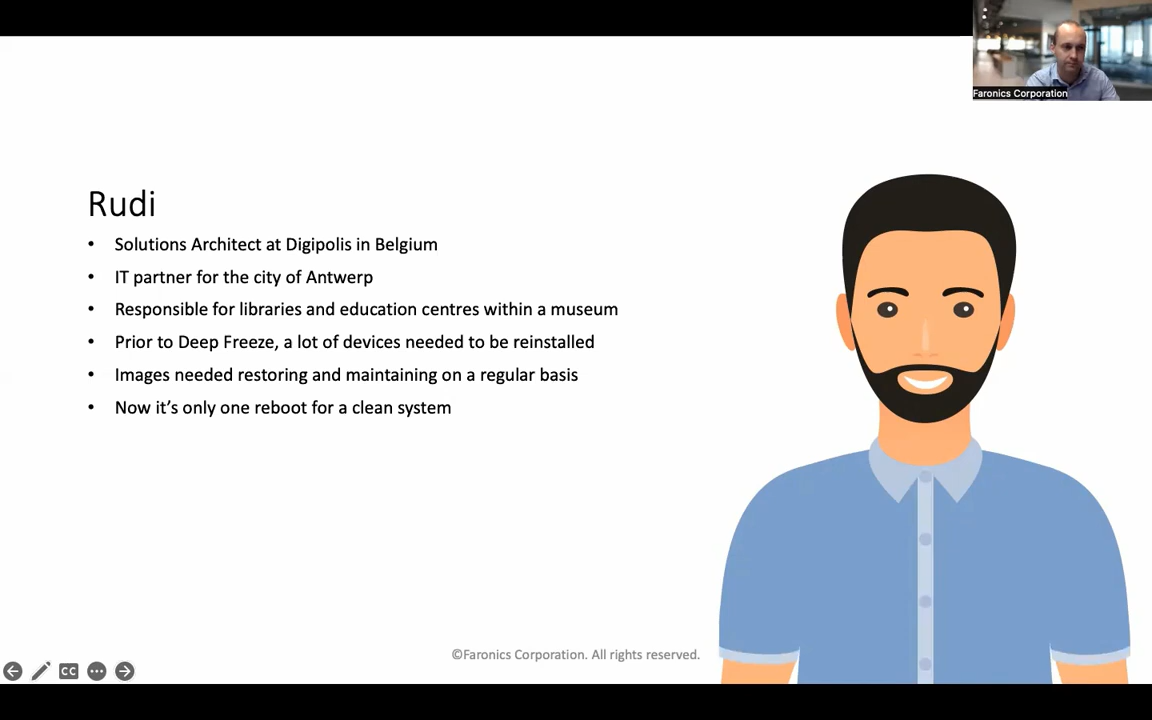 Faronics Corporation
Rudi
• Solutions Architect at Digipolis in Belgium
• IT partner for the city of Antwerp
• Responsible for libraries and education centres within a museum
• Prior to Deep Freeze, a lot of devices needed to be reinstalled
• Images needed restoring and maintaining on a regular basis
• Now it’s only one reboot for a clean system
©Faronics Corporation. All rights reserved.
CC